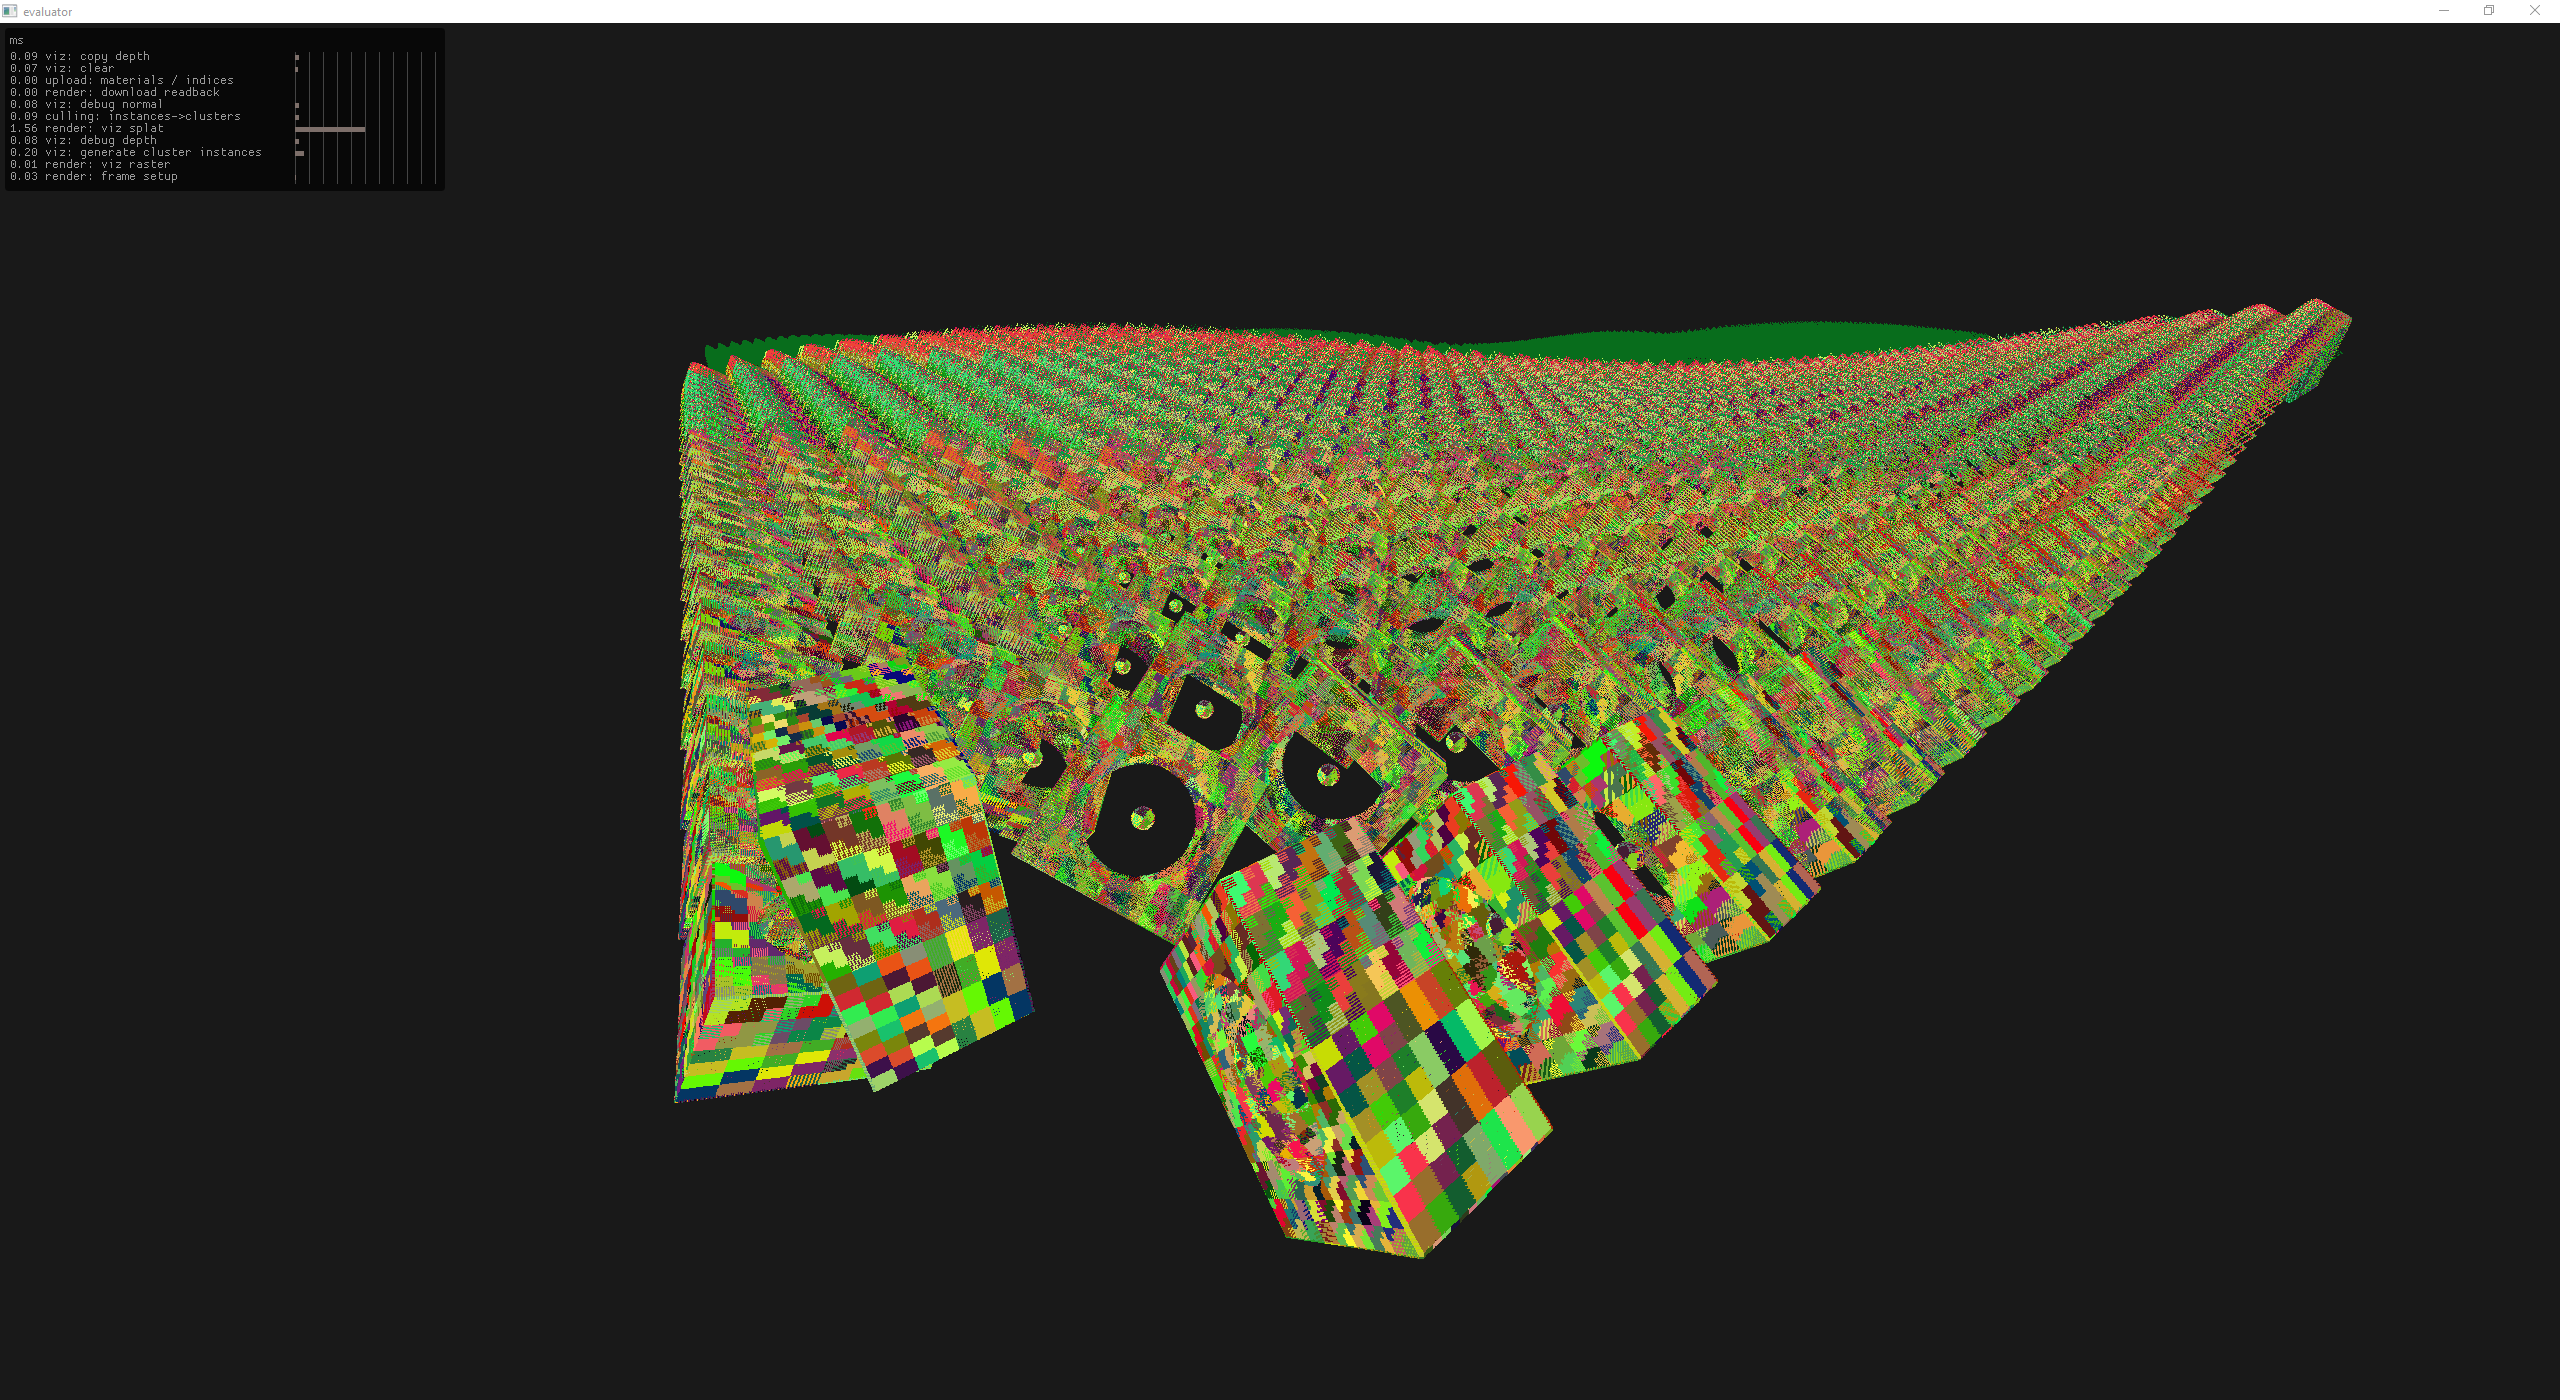 evaluator
ms
0.09 viz: copy depth
0.07 viz: clear
0.00 upload: materials / indices
0.00 render: download readback
0.08 viz: debug normal
0.09 culling: instances->clusters
1.56 render: viz splat
0.08 viz: debug depth
0.20 viz: generate cluster instances
0.01 render: viz raster
0.03 render: frame setup